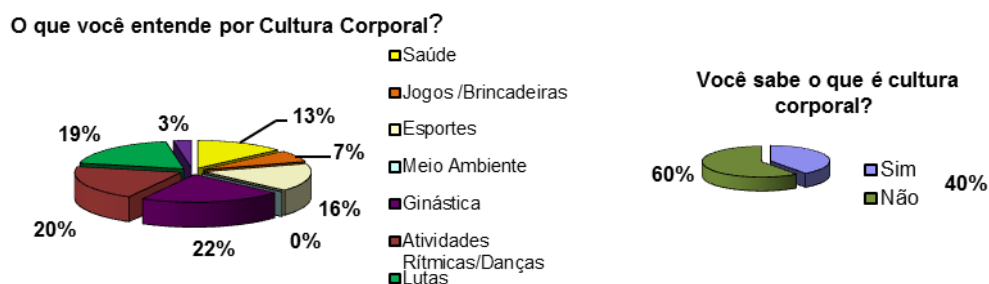 O que você entende por Cultura Corporal?
Saúde
Jogos /Brincadeiras
Esportes
Meio Ambiente
Ginástica
Atividades
Rítmicas/Danças
Lutas
13%
7%
16%
0%
22%
20%
19%
3%
Você sabe o que é cultura
corporal?
Sim
Não
60%
40%